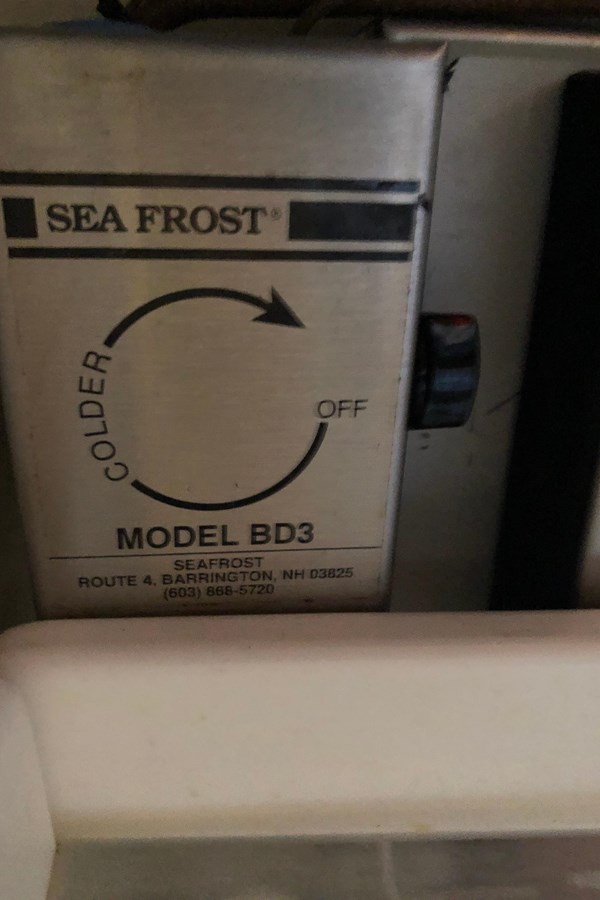 SEA FROST®
COLDER
OFF
MODEL BD3
SEAFROST
ROUTE 4, BARRINGTON, NH 03825
(603) 868-5720